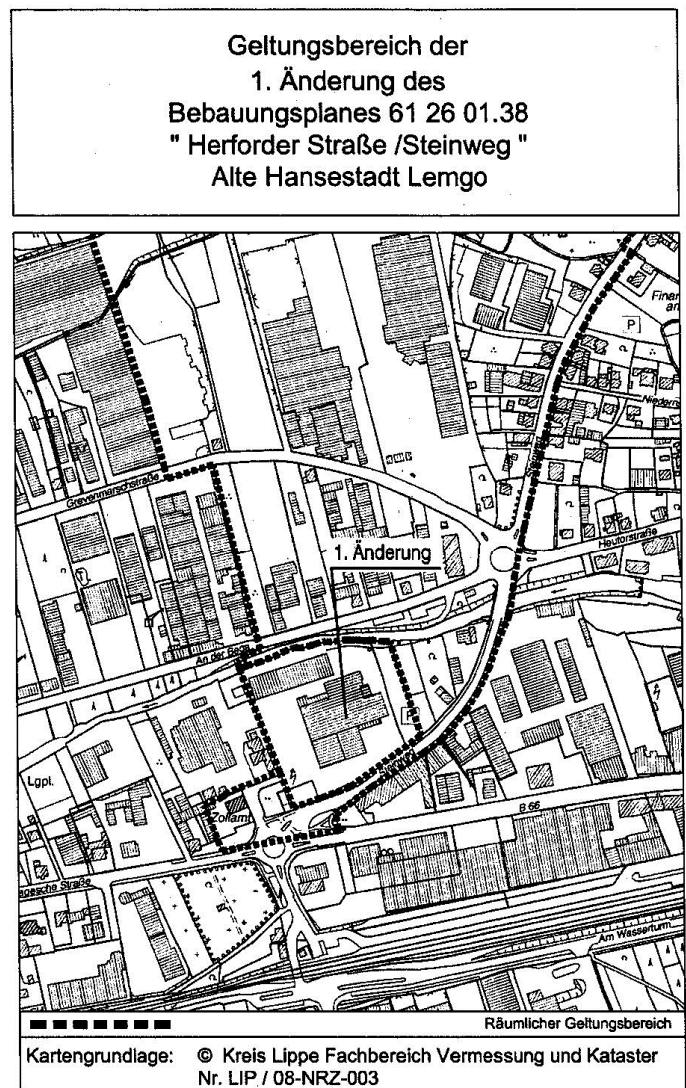 Geltungsbereich der
1. Änderung des
Bebauungsplanes 61 26 01.38
" Herforder Straße /Steinweg "
Alte Hansestadt Lemgo
P
Grevenmarschstraße
Heutorstraße
1. Änderung
An der Bega
Lgpl.
Zollamt
B 66
Am Wasserturm
Räumlicher Geltungsbereich
Kartengrundlage: © Kreis Lippe Fachbereich Vermessung und Kataster
Nr. LIP / 08-NRZ-003